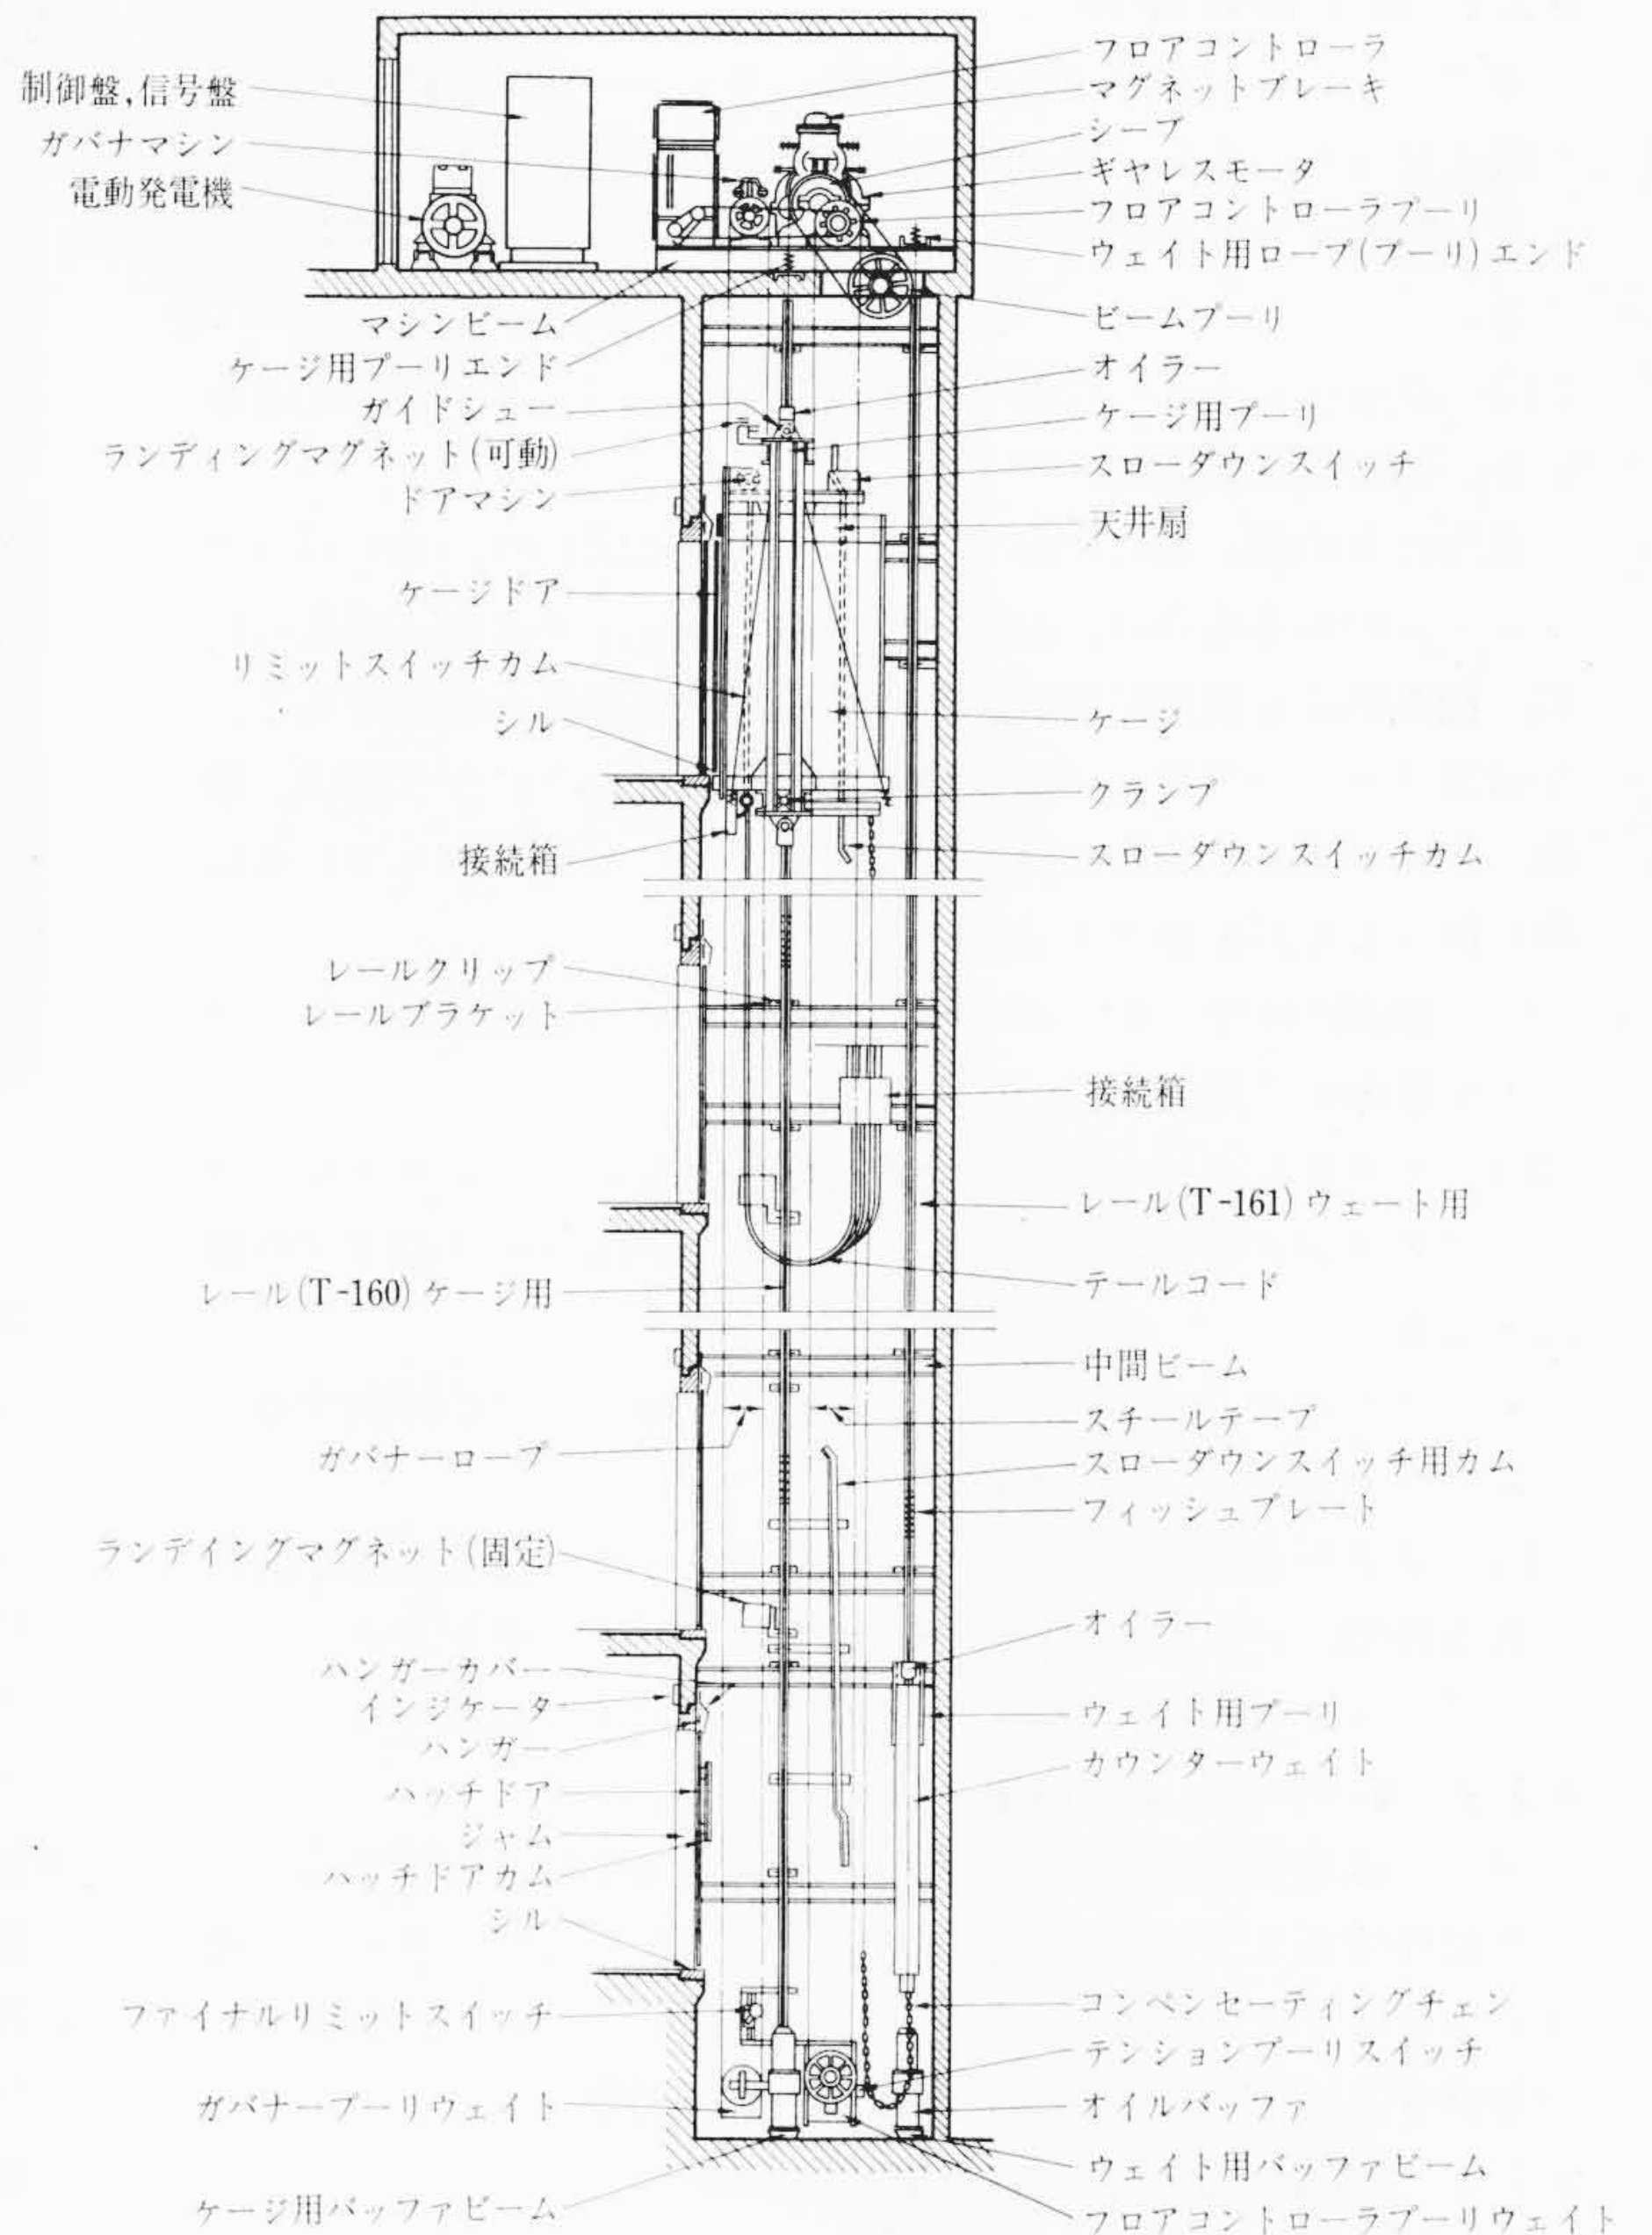 制御盤,信号盤
ガバナマシン
電動発電機
マシンビーム
ケージ用プーリエンド
ガイドシュー
ランディングマグネット(可動)
ドアマシン
ケージドア
リミットスイッチカム
シル
接続箱
レールクリップ
レールブラケット
レール(T-160)ケージ用
ガバナーロープ
ランデイングマグネット(固定)
ハンガーカバー
インジケータ
ハンガー
ハッチドア
ジャム
ハッチドアカム
シル
ファイナルリミットスイッチ
ガバナープーリウェイト
ケージ用バッファビーム
フロアコントローラ
マグネットブレーキ
シーブ
ギヤレスモータ
フロアコントローラプーリ
ウェイト用ロープ(プーリ)エンド
ビームプーリ
オイラー
ケージ用プーリ
スローダウンスイッチ
天井扇
ケージ
クランプ
スローダウンスイッチカム
接続箱
レール(T-161)ウェート用
テールコード
中間ビーム
スチールテープ
スローダウンスイッチ用カム
フィッシュプレート
オイラー
ウェイト用プーリ
カウンターウェイト
コンペンセーティングチェン
テンションプーリスイッチ
オイルバッファ
ウェイト用バッファビーム
フロアコントローラプーリウェイト